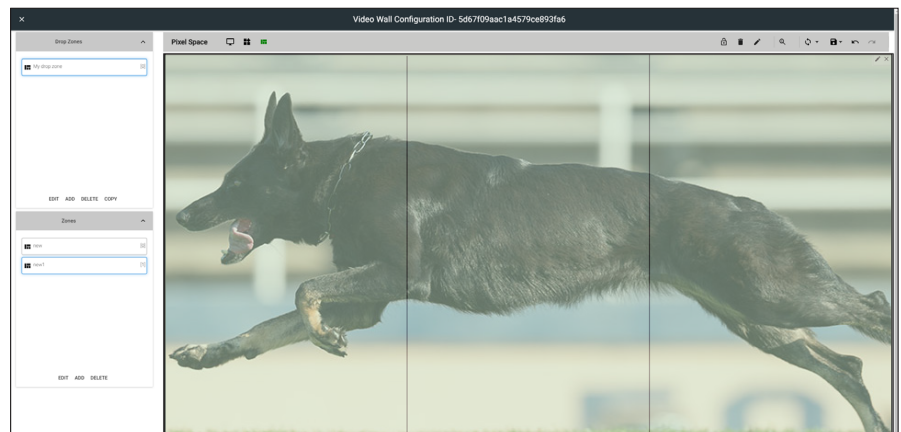 × Video Wall Configuration ID- 5d67f09aac1a4579ce893fa6
Drop Zones
Pixel Space
My drop zone
EDIT ADD DELETE COPY
Zones
new
new1
EDIT ADD DELETE